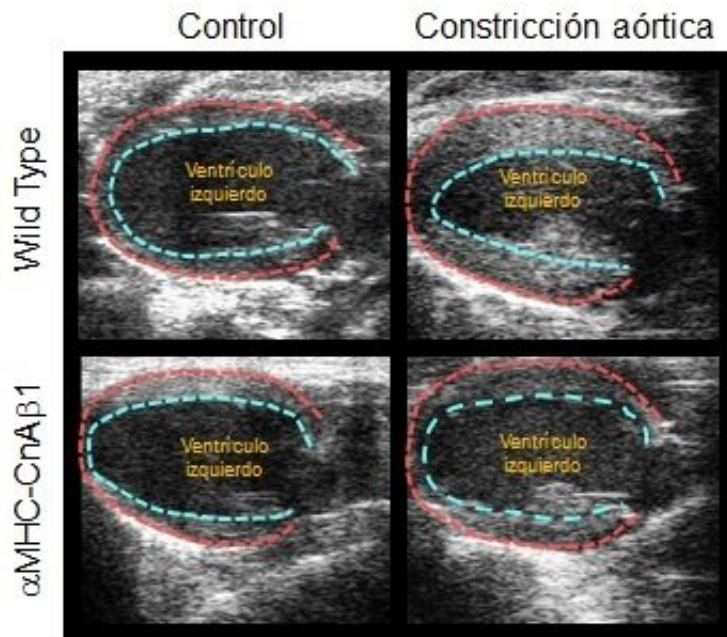 Control
Constricción aórtica
Wild Type
Ventrículo
izquierdo
Ventrículo
izquierdo
αMHC-CnAβ1
Ventrículo
izquierdo
Ventrículo
izquierdo